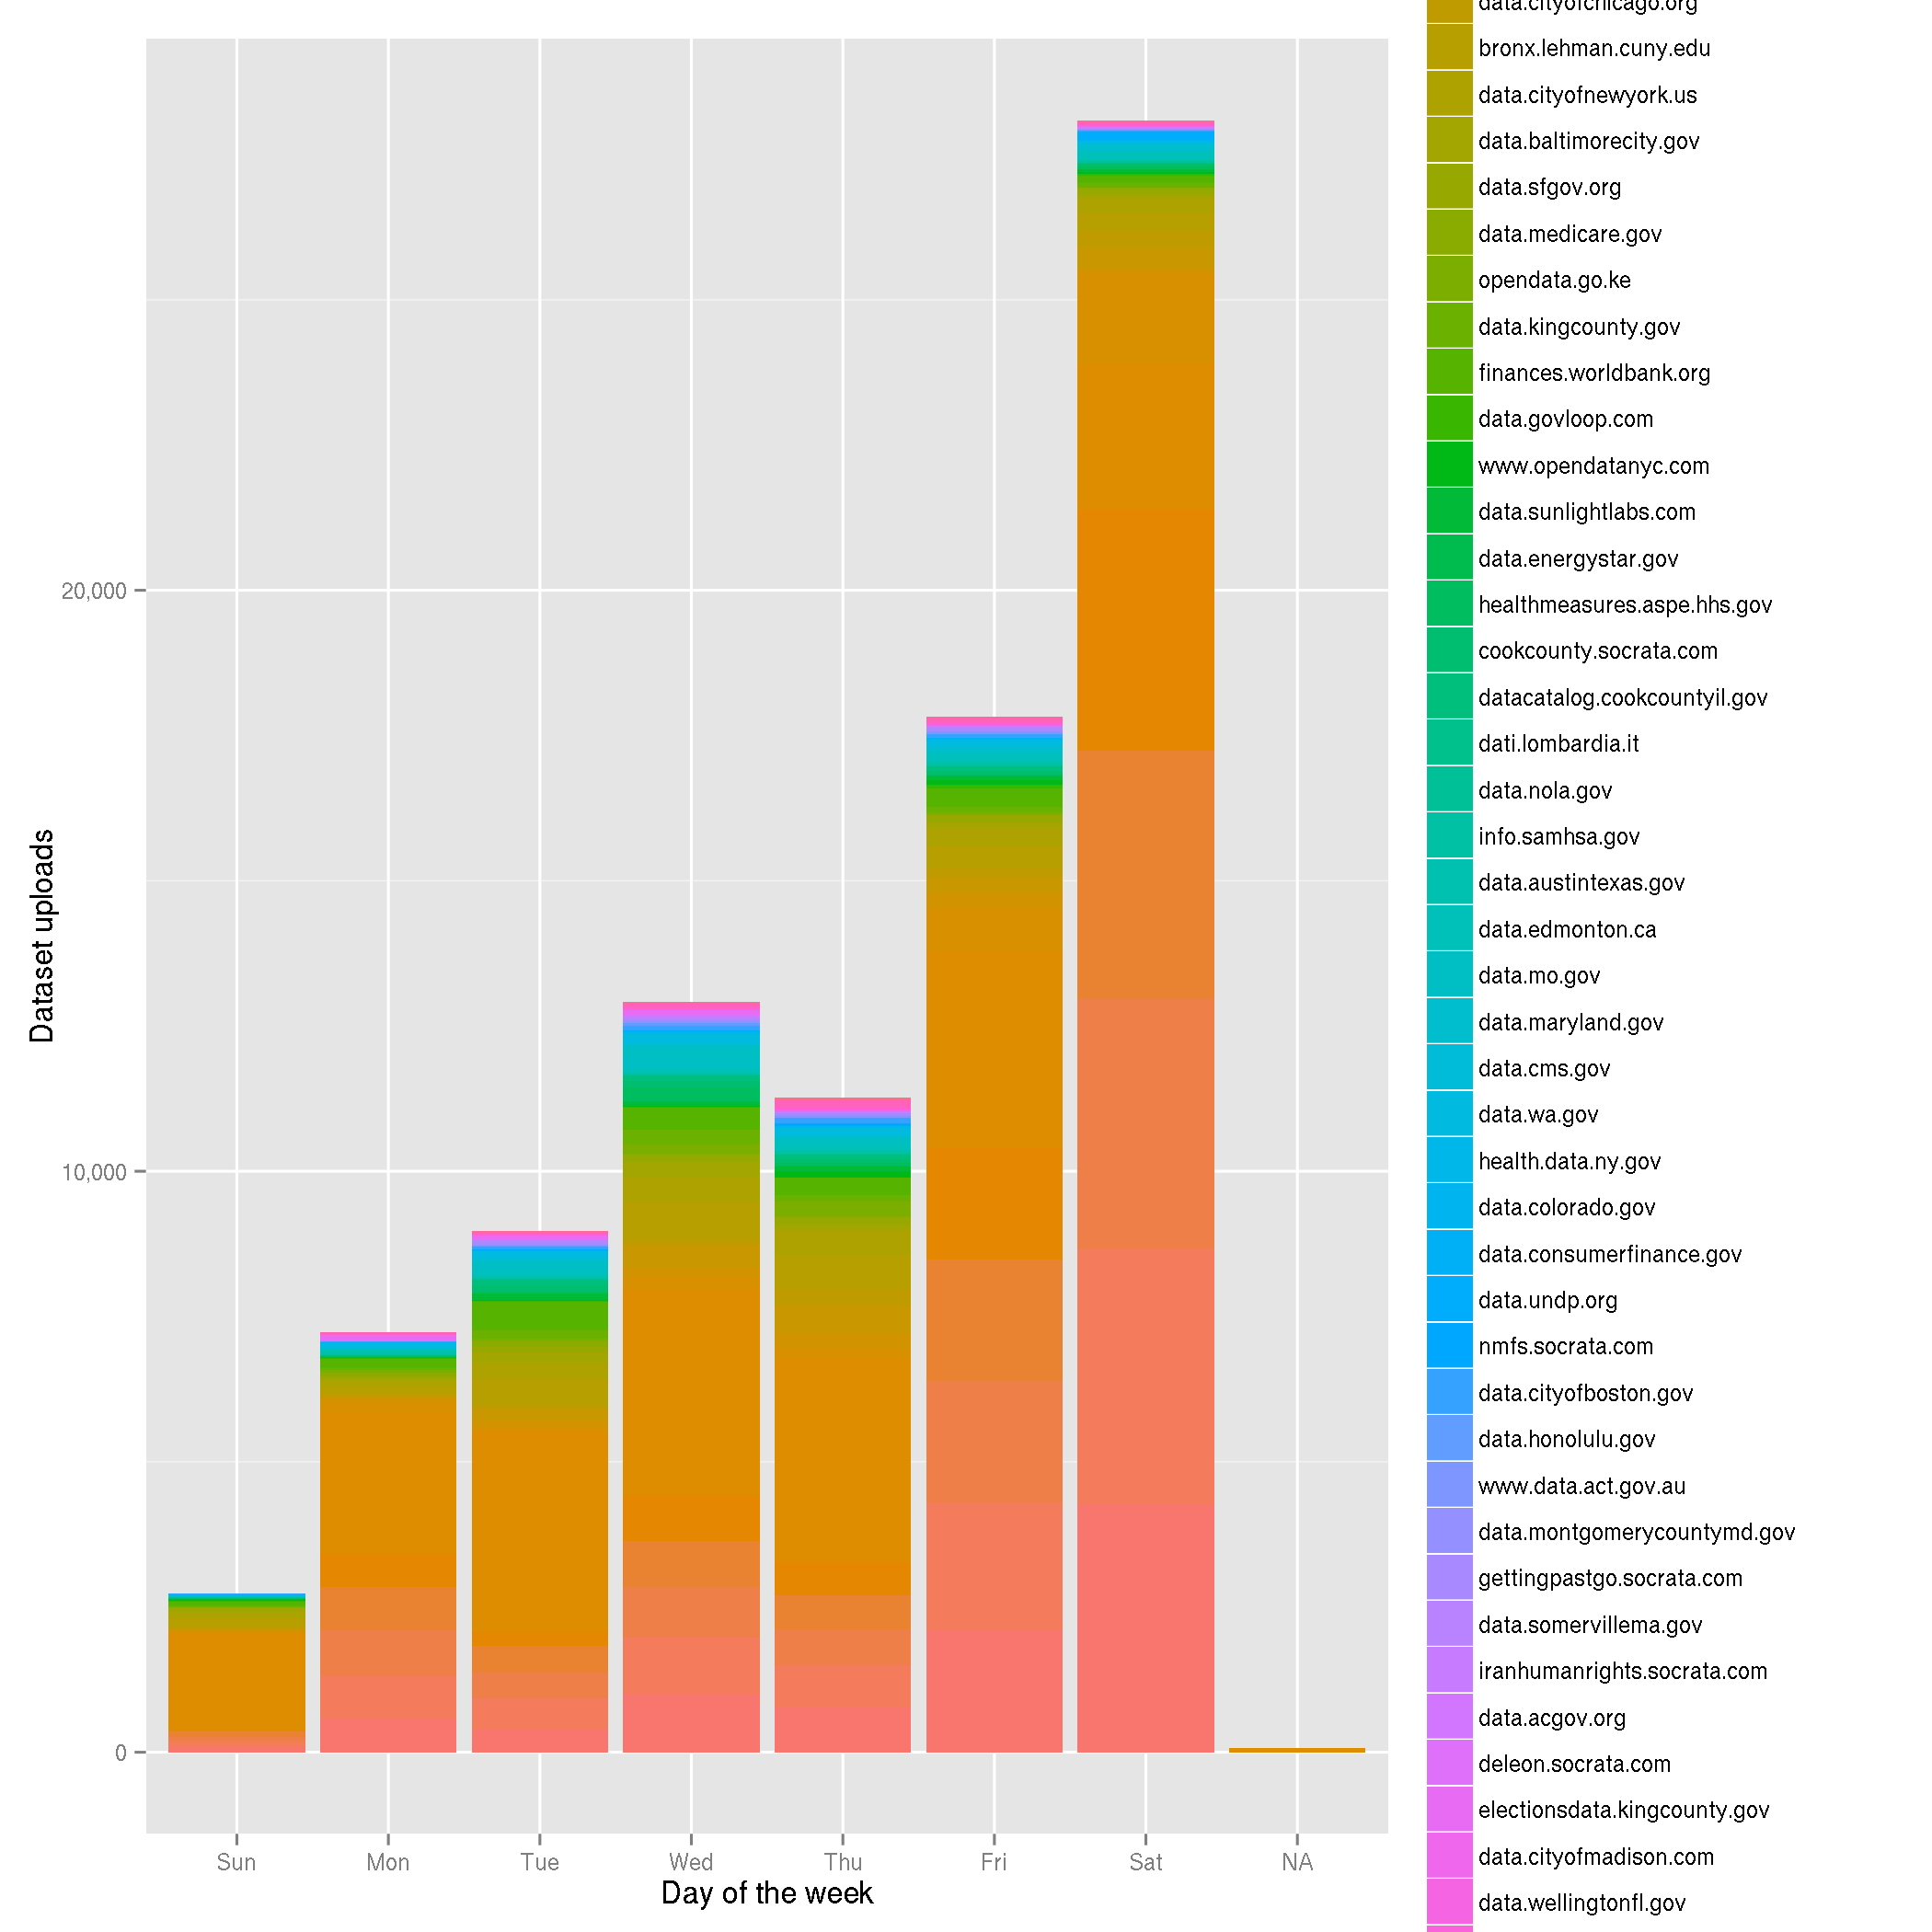 Dataset uploads
20,000
10,000
0
Sun
Mon
Tue
Wed
Thu
Fri
Sat
NA
Day of the week
data.cityofchicago.org
bronx.lehman.cuny.edu
data.cityofnewyork.us
data.baltimorecity.gov
data.sfgov.org
data.medicare.gov
opendata.go.ke
data.kingcounty.gov
finances.worldbank.org
data.govloop.com
www.opendatanyc.com
data.sunlightlabs.com
data.energystar.gov
healthmeasures.aspe.hhs.gov
cookcounty.socrata.com
datacatalog.cookcountyil.gov
dati.lombardia.it
data.nola.gov
info.samhsa.gov
data.austintexas.gov
data.edmonton.ca
data.mo.gov
data.maryland.gov
data.cms.gov
data.wa.gov
health.data.ny.gov
data.colorado.gov
data.consumerfinance.gov
data.undp.org
nmfs.socrata.com
data.cityofboston.gov
data.honolulu.gov
www.data.act.gov.au
data.montgomerycountymd.gov
gettingpastgo.socrata.com
data.somervillema.gov
iranhumanrights.socrata.com
data.acgov.org
deleon.socrata.com
electionsdata.kingcounty.gov
data.cityofmadison.com
data.wellingtonfl.gov